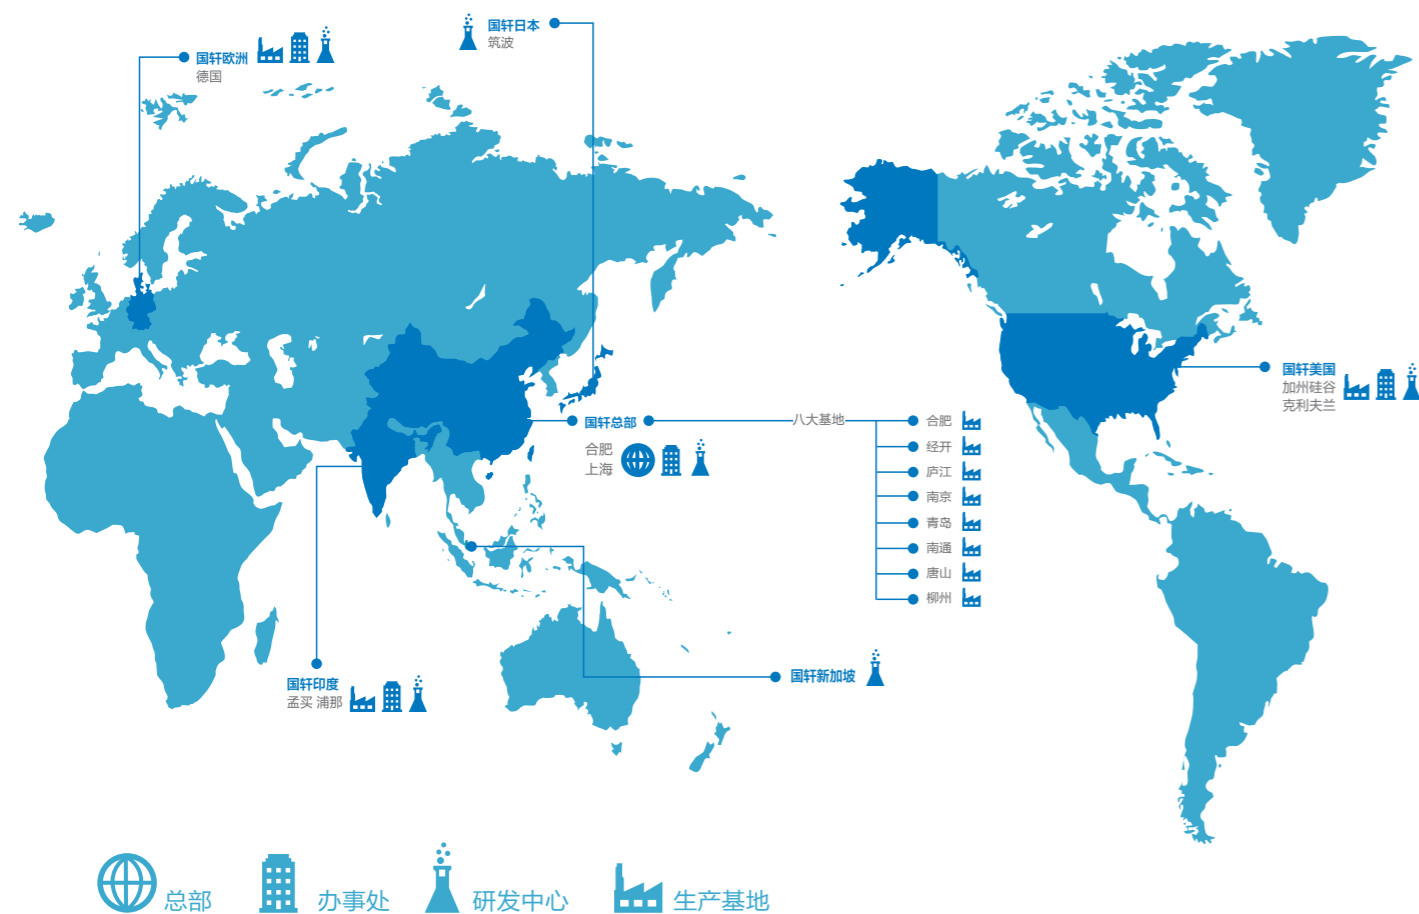 国轩日本
筑波
国轩欧洲
德国
国轩美国
加州硅谷
克利夫兰
国轩总部
合肥
上海
八大基地
合肥
经开
庐江
南京
青岛
南通
唐山
柳州
国轩印度
孟买 浦那
国轩新加坡
总部
办事处
研发中心
生产基地